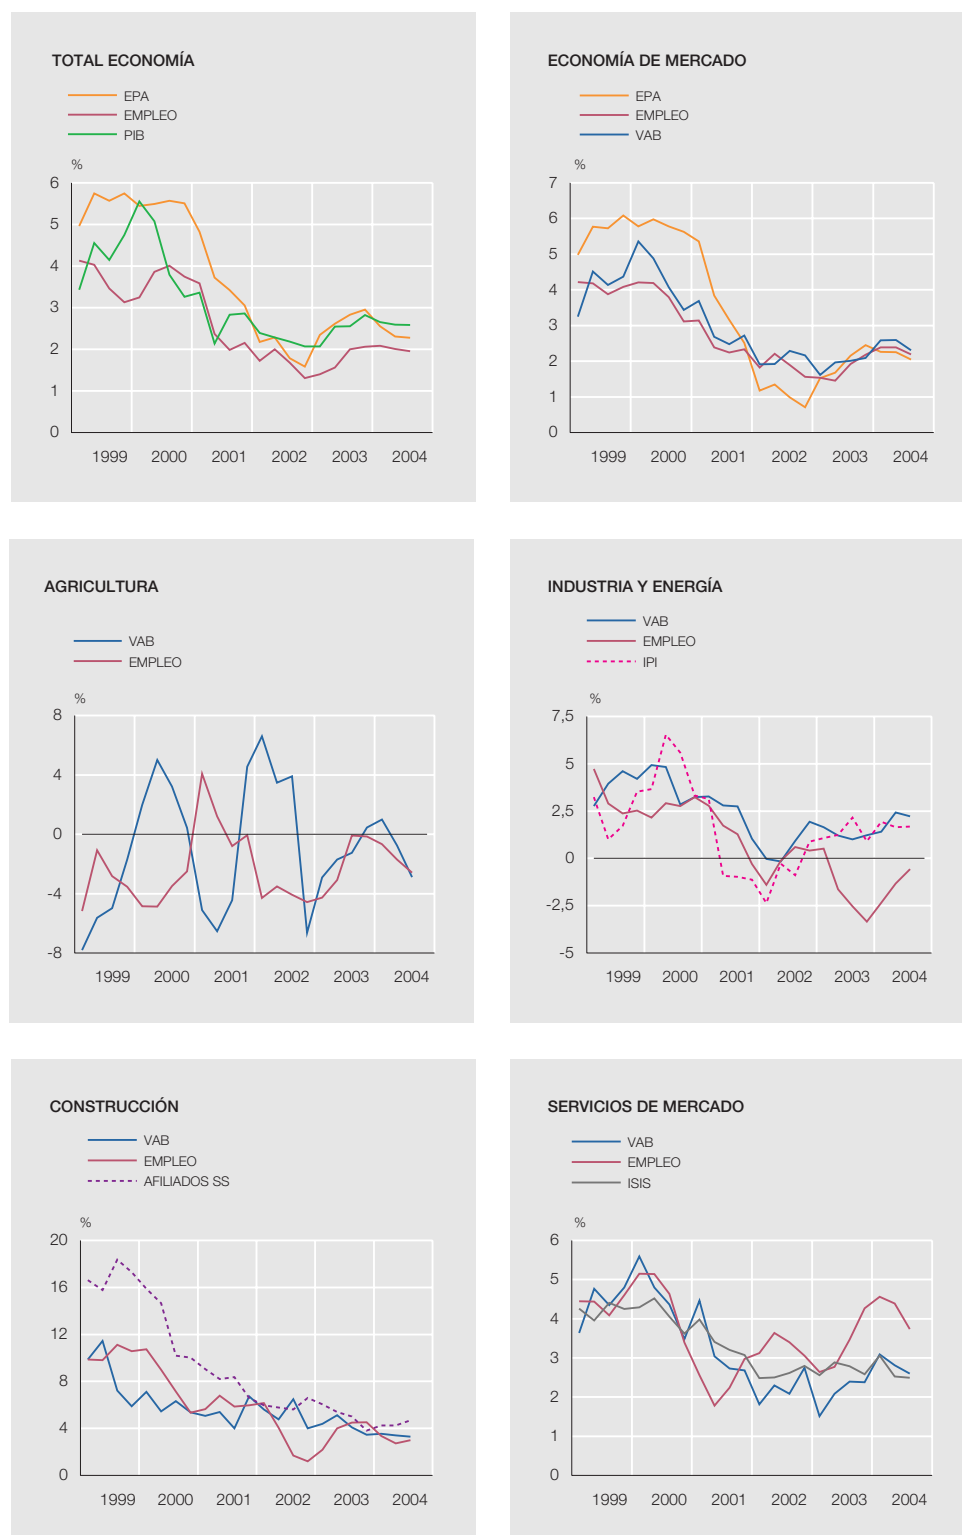 TOTAL ECONOMÍA
EPA
EMPLEO
PIB
%
6
5
4
3
2
1
0
1999 2000 2001 2002 2003 2004
ECONOMÍA DE MERCADO
EPA
EMPLEO
VAB
%
7
6
5
4
3
2
1
0
1999 2000 2001 2002 2003 2004
AGRICULTURA
VAB
EMPLEO
%
8
4
0
-4
-8
1999 2000 2001 2002 2003 2004
INDUSTRIA Y ENERGÍA
VAB
EMPLEO
IPI
%
7,5
5
2,5
0
-2,5
-5
1999 2000 2001 2002 2003 2004
CONSTRUCCIÓN
VAB
EMPLEO
AFILIADOS SS
%
20
16
12
8
4
0
1999 2000 2001 2002 2003 2004
SERVICIOS DE MERCADO
VAB
EMPLEO
ISIS
%
6
5
4
3
2
1
0
1999 2000 2001 2002 2003 2004